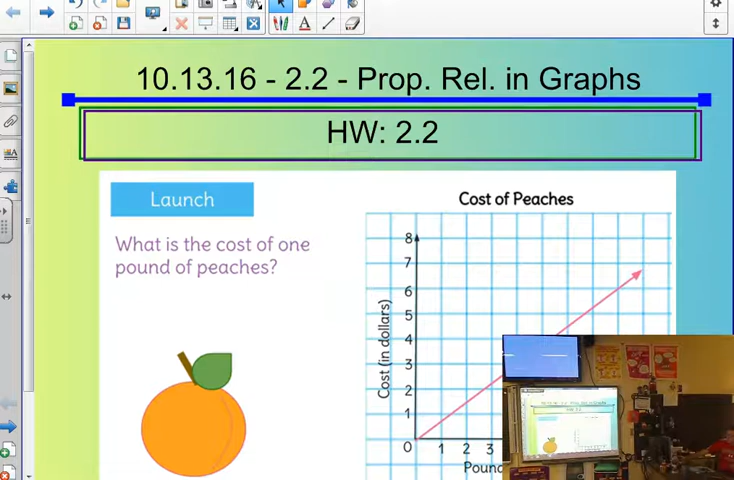 10.13.16 - 2.2 - Prop. Rel. in Graphs
HW: 2.2
Launch
What is the cost of one
pound of peaches?
Cost of Peaches
8
7
6
5
4
3
2
1
0
1 2 3
Cost (in dollars)
Pound